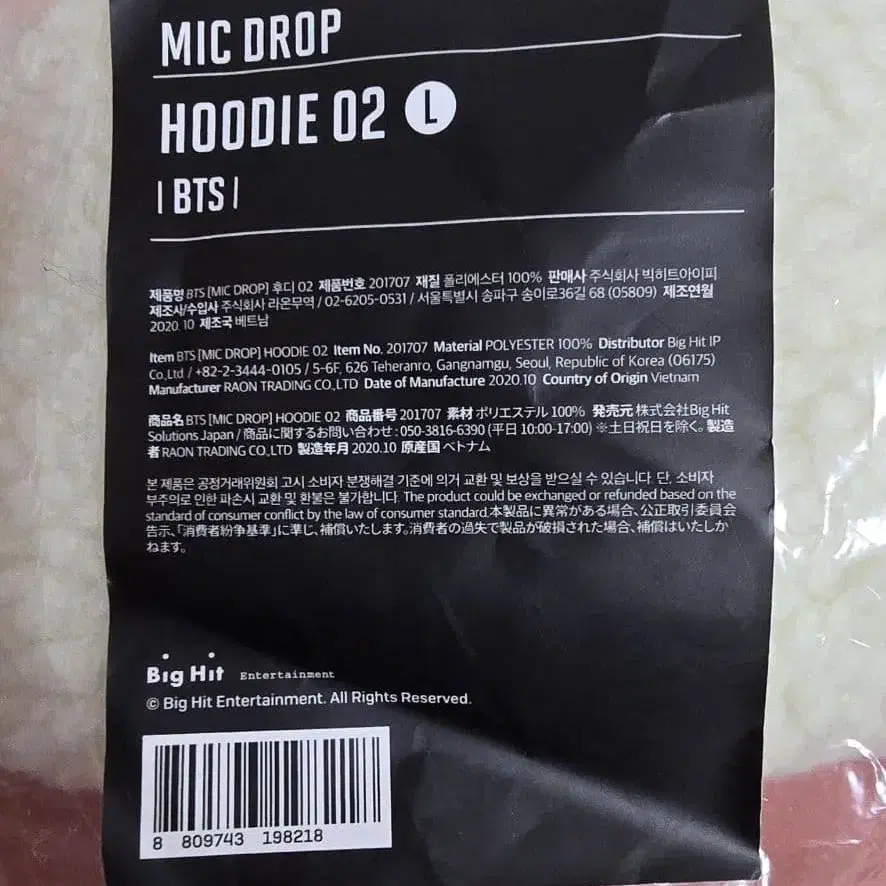 MIC DROP
HOODIE 02 L
| BTS |
제품명 BTS [MIC DROP] 후디 02 제품번호 201707 재질 폴리에스터 100% 판매사 주식회사 빅히트아이피
제조사/수입사 주식회사 라온무역 / 02-6205-0531 / 서울특별시 송파구 송이로36길 68 (05809) 제조연월
2020. 10 제조국 베트남
Item BTS [MIC DROP] HOODIE 02 Item No. 201707 Material POLYESTER 100% Distributor Big Hit IP
Co.,Ltd / +82-2-3444-0105 / 5-6F, 626 Teheranro, Gangnamgu, Seoul, Republic of Korea (06175)
Manufacturer RAON TRADING CO.,LTD Date of Manufacture 2020.10 Country of Origin Vietnam
商品名 BTS [MIC DROP] HOODIE 02 商品番号 201707 素材 ポリエステル 100% 発売元 株式会社Big Hit
Solutions Japan / 商品に関するお問い合わせ : 050-3816-6390 (平日 10:00-17:00) ※土日祝日を除く。 製造
者 RAON TRADING CO.,LTD 製造年月 2020.10 原産国 ベトナム
본 제품은 공정거래위원회 고시 소비자 분쟁해결 기준에 의거 교환 및 보상을 받으실 수 있습니다. 단, 소비자
부주의로 인한 파손시 교환 및 환불은 불가합니다. The product could be exchanged or refunded based on the
standard of consumer conflict by the law of consumer standard.本製品に異常がある場合、公正取引委員会
告示、「消費者紛争基準」に準じ、補償いたします。消費者の過失で製品が破損された場合、補償はいたしか
ねます。
Big Hit Entertainment
© Big Hit Entertainment. All Rights Reserved.
8 809743 198218